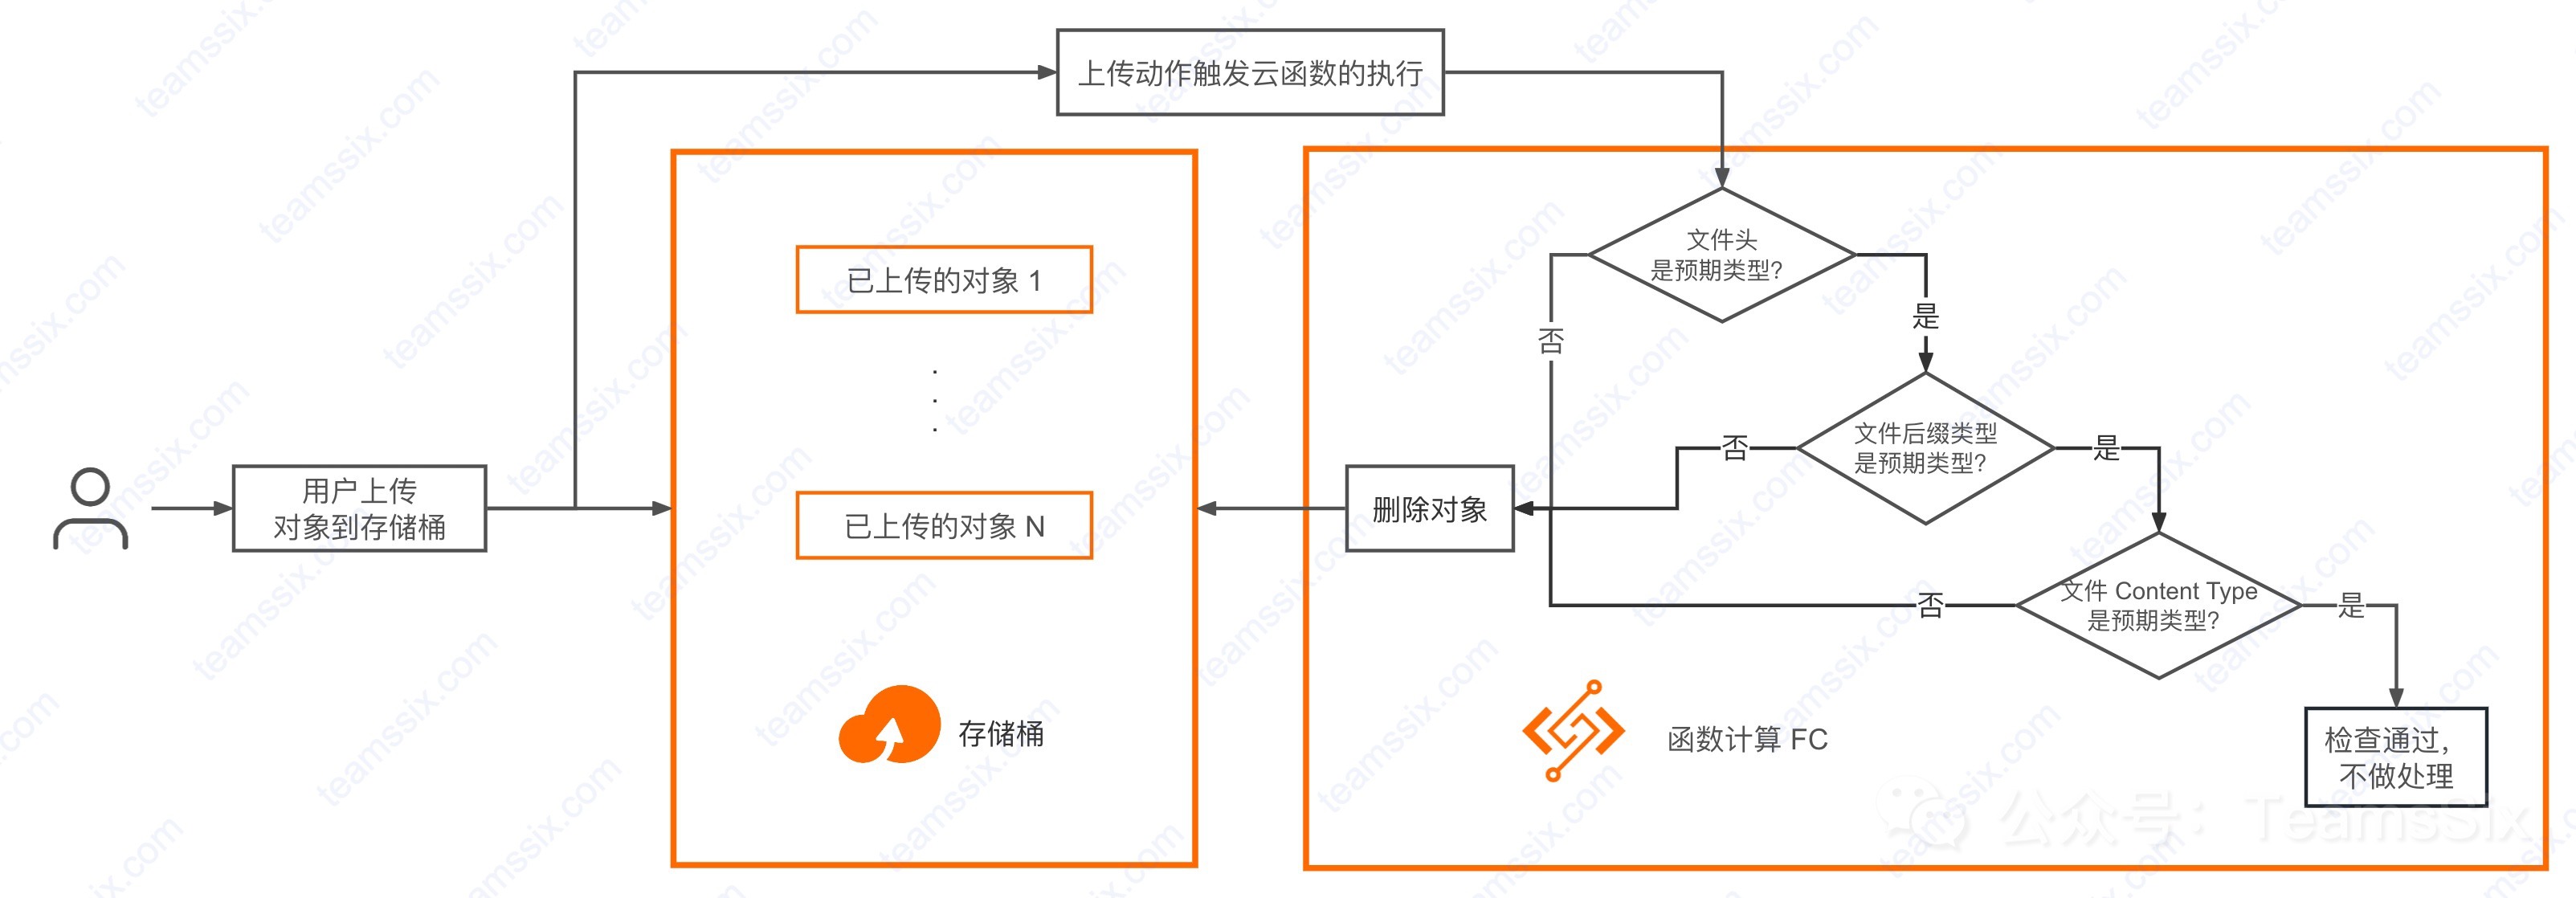 上传动作触发云函数的执行
用户上传
对象到存储桶
已上传的对象 1
.
.
.
已上传的对象 N
存储桶
文件头
是预期类型?
是
否
文件后缀类型
是预期类型?
否
是
删除对象
文件 Content Type
是预期类型?
否
是
检查通过,
不做处理
函数计算 FC
公众号: TeamsSix
teamssix.com